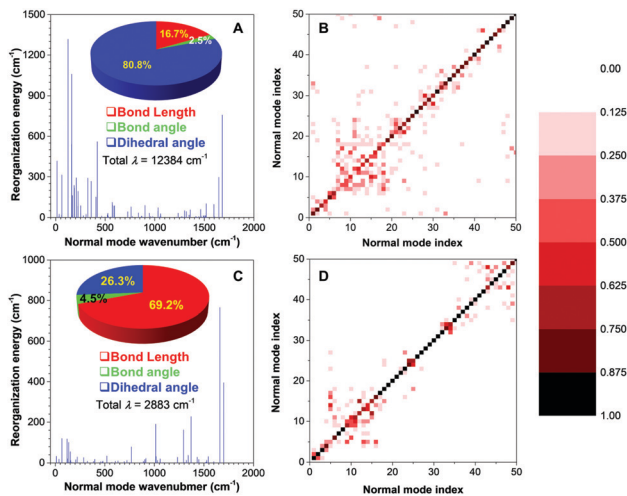 A
1500
1200
900
600
300
0
Reorganization energy (cm-1)
16.7%
2.5%
80.8%
❑Bond Length
❑Bond angle
❑Dihedral angle
Total λ = 12384 cm-1
0 500 1000 1500 2000
Normal mode wavenumber (cm-1)
B
50
40
30
20
10
0
Normal mode index
0 10 20 30 40 50
Normal mode index
C
1000
800
600
400
200
0
Reorganization energy (cm-1)
26.3%
4.5%
69.2%
❑Bond Length
❑Bond angle
❑Dihedral angle
Total λ = 2883 cm-1
0 500 1000 1500 2000
Normal mode waveunbmer (cm-1)
D
50
40
30
20
10
0
Normal mode index
0 10 20 30 40 50
Normal mode index
0.00
0.125
0.250
0.375
0.500
0.625
0.750
0.875
1.00